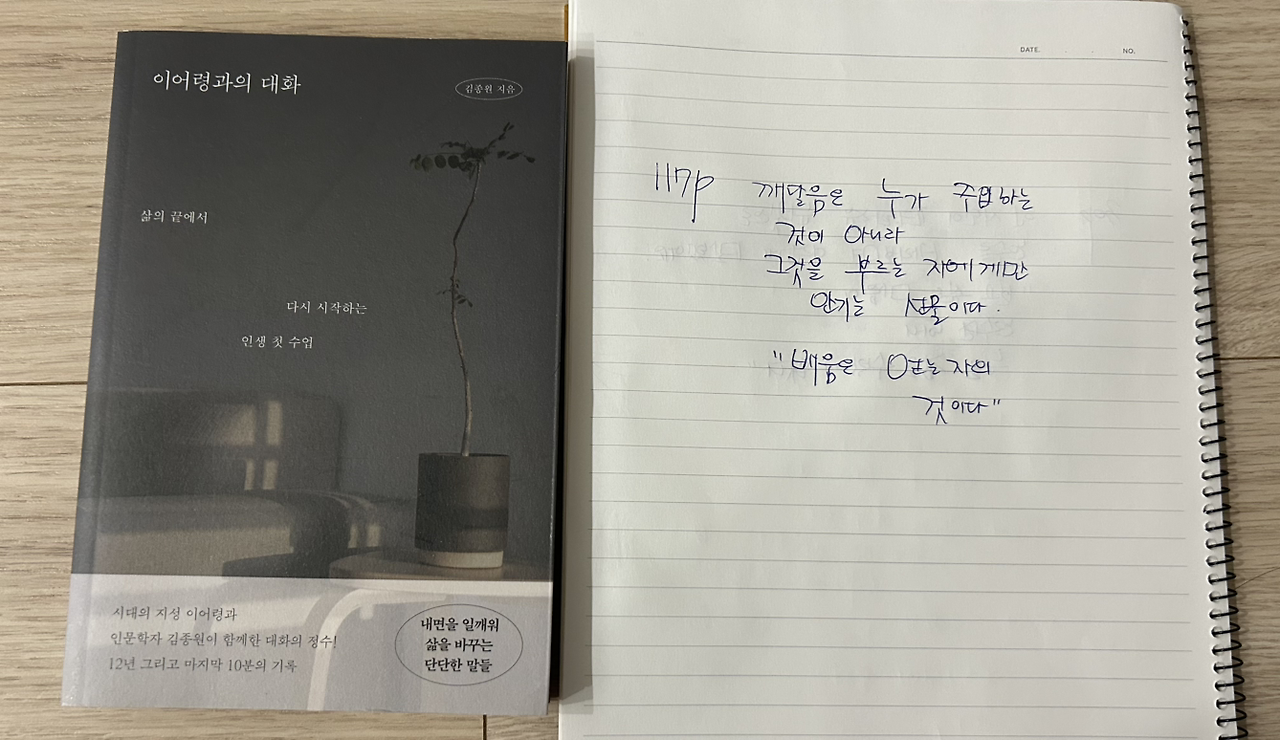 이어령과의 대화
김종원 지음
삶의 끝에서
다시 시작하는
인생 첫 수업
시대의 지성 이어령과
인문학자 김종원이 함께한 대화의 정수!
12년 그리고 마지막 10분의 기록
내면을 일깨워
삶을 바꾸는
단단한 말들
DATE. . . NO.
117p 깨달음은 누가 주입하는
것이 아니라
그것을 부르는 자에게만
안기는 선물이다.
"배움은 오는 자의
것이다"